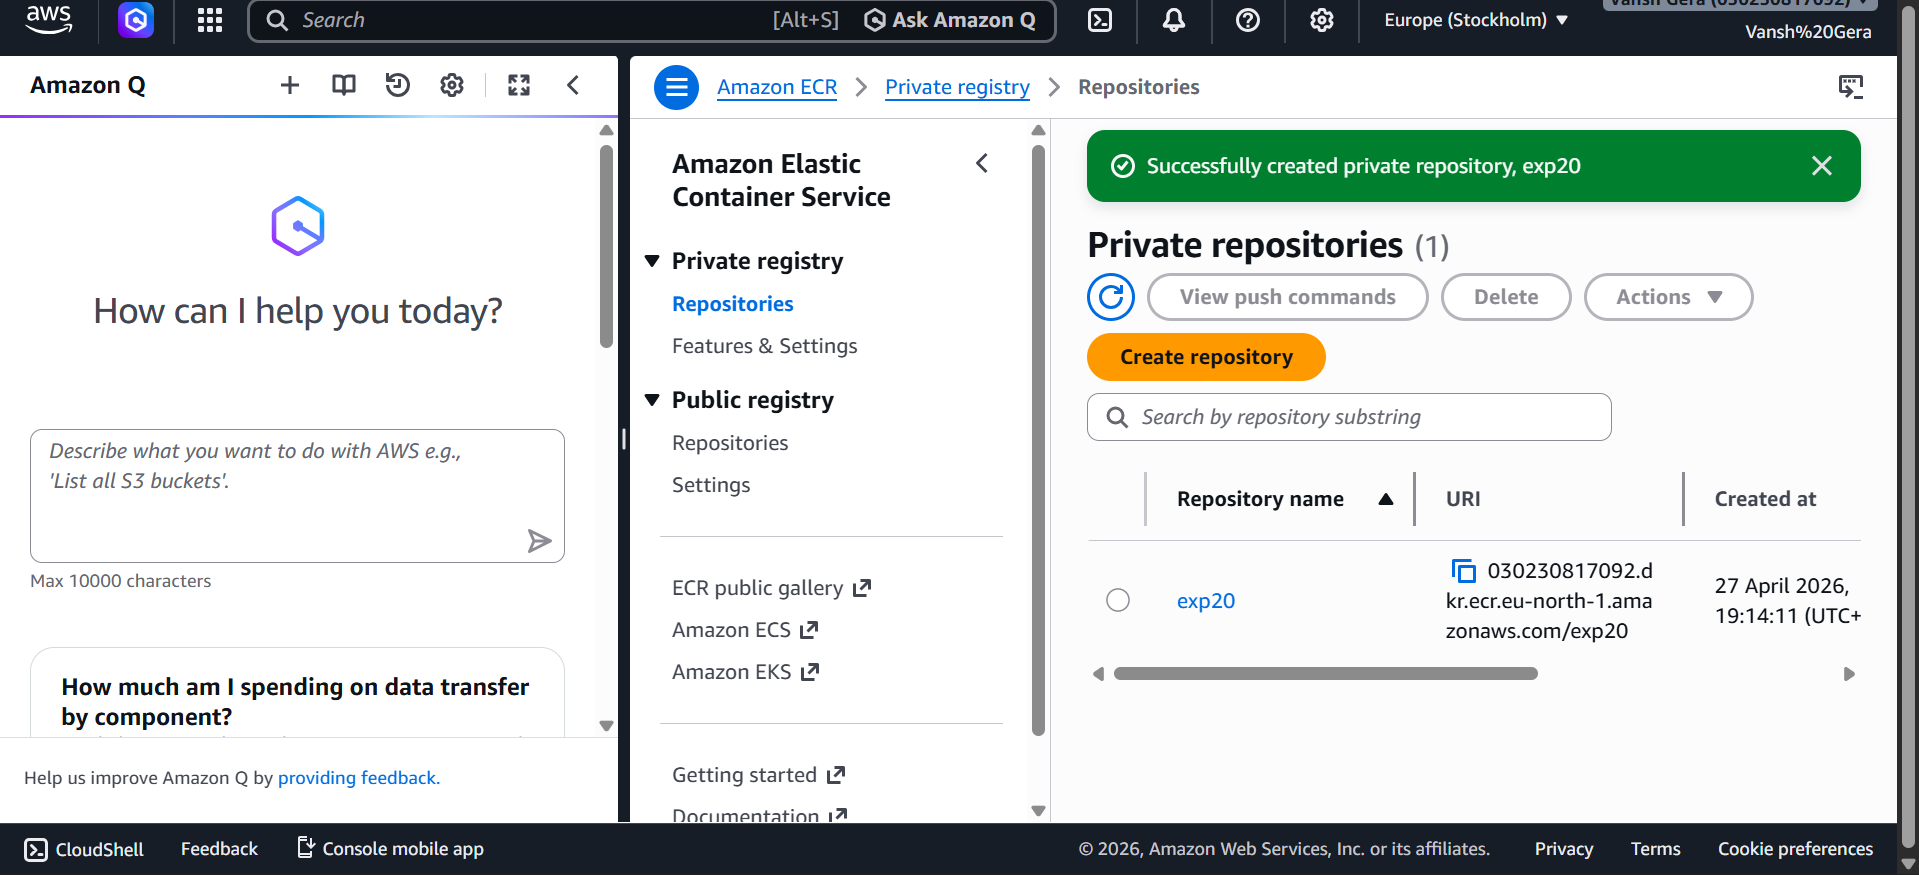 aws
Search
[Alt+S]
Ask Amazon Q
Europe (Stockholm)
Vansh Gera (030230817092)
Vansh%20Gera
Amazon Q
How can I help you today?
Describe what you want to do with AWS e.g.,
'List all S3 buckets'.
Max 10000 characters
How much am I spending on data transfer
by component?
Help us improve Amazon Q by providing feedback.
Amazon ECR
Private registry
Repositories
Amazon Elastic
Container Service
Private registry
Repositories
Features & Settings
Public registry
Repositories
Settings
ECR public gallery
Amazon ECS
Amazon EKS
Getting started
Documentation
Successfully created private repository, exp20
Private repositories (1)
View push commands
Delete
Actions
Create repository
Search by repository substring
Repository name
URI
Created at
exp20
030230817092.d
kr.ecr.eu-north-1.ama
zonaws.com/exp20
27 April 2026,
19:14:11 (UTC+
CloudShell
Feedback
Console mobile app
© 2026, Amazon Web Services, Inc. or its affiliates.
Privacy
Terms
Cookie preferences